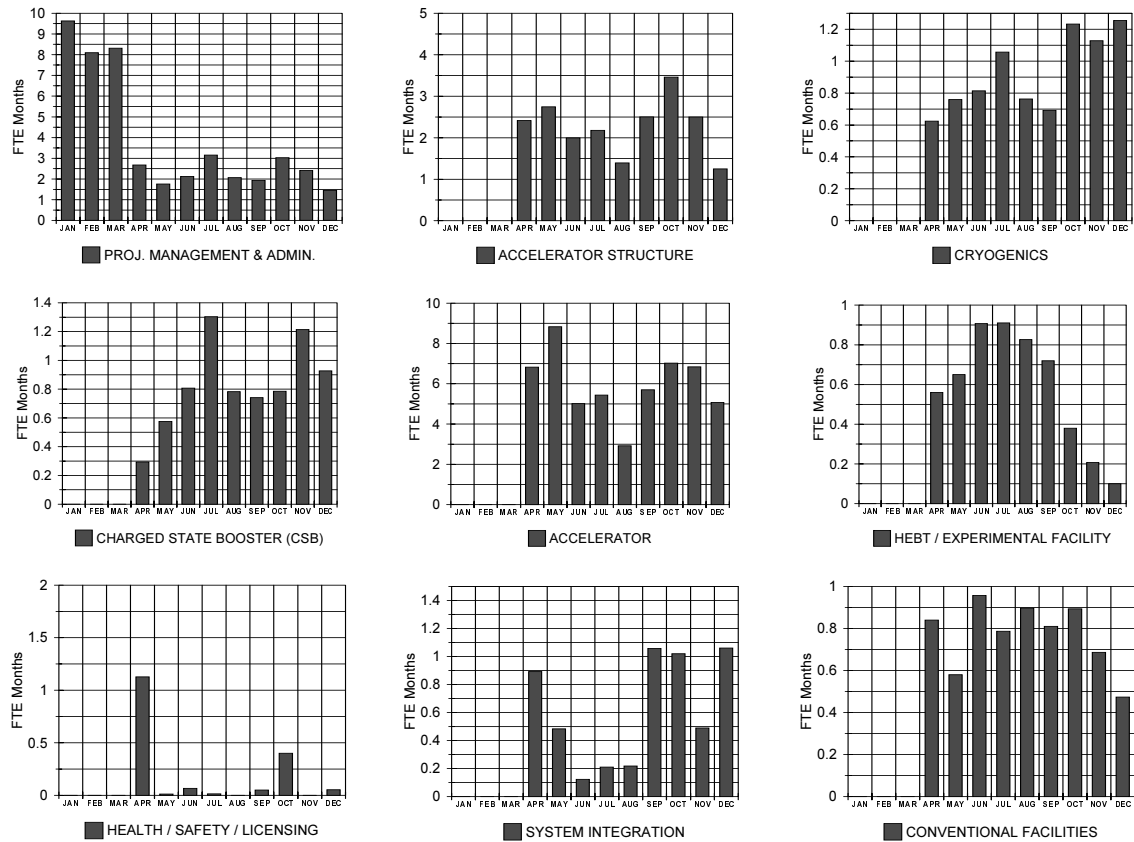 FTE Months
10
9
8
7
6
5
4
3
2
1
0
JAN FEB MAR APR MAY JUN JUL AUG SEP OCT NOV DEC
PROJ. MANAGEMENT & ADMIN.
FTE Months
5
4
3
2
1
0
JAN FEB MAR APR MAY JUN JUL AUG SEP OCT NOV DEC
ACCELERATOR STRUCTURE
FTE Months
1.2
1
0.8
0.6
0.4
0.2
0
JAN FEB MAR APR MAY JUN JUL AUG SEP OCT NOV DEC
CRYOGENICS
FTE Months
1.4
1.2
1
0.8
0.6
0.4
0.2
0
JAN FEB MAR APR MAY JUN JUL AUG SEP OCT NOV DEC
CHARGED STATE BOOSTER (CSB)
FTE Months
10
8
6
4
2
0
JAN FEB MAR APR MAY JUN JUL AUG SEP OCT NOV DEC
ACCELERATOR
FTE Months
1
0.8
0.6
0.4
0.2
0
JAN FEB MAR APR MAY JUN JUL AUG SEP OCT NOV DEC
HEBT / EXPERIMENTAL FACILITY
FTE Months
2
1.5
1
0.5
0
JAN FEB MAR APR MAY JUN JUL AUG SEP OCT NOV DEC
HEALTH / SAFETY / LICENSING
FTE Months
1.4
1.2
1
0.8
0.6
0.4
0.2
0
JAN FEB MAR APR MAY JUN JUL AUG SEP OCT NOV DEC
SYSTEM INTEGRATION
FTE Months
1
0.8
0.6
0.4
0.2
0
JAN FEB MAR APR MAY JUN JUL AUG SEP OCT NOV DEC
CONVENTIONAL FACILITIES